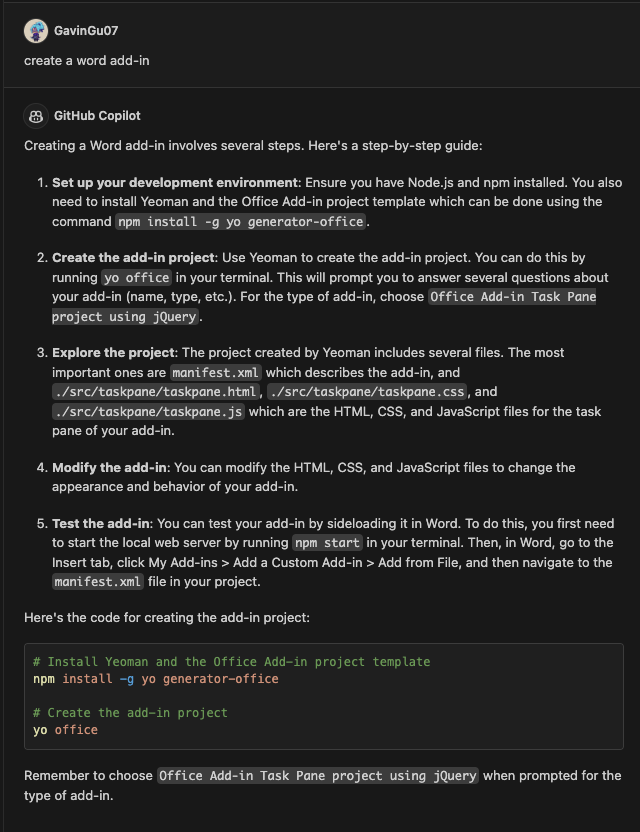 GavinGu07
create a word add-in
GitHub Copilot
Creating a Word add-in involves several steps. Here's a step-by-step guide:
1. Set up your development environment: Ensure you have Node.js and npm installed. You also
need to install Yeoman and the Office Add-in project template which can be done using the
command npm install -g yo generator-office.
2. Create the add-in project: Use Yeoman to create the add-in project. You can do this by
running yo office in your terminal. This will prompt you to answer several questions about
your add-in (name, type, etc.). For the type of add-in, choose Office Add-in Task Pane
project using jQuery.
3. Explore the project: The project created by Yeoman includes several files. The most
important ones are manifest.xml which describes the add-in, and
./src/taskpane/taskpane.html, ./src/taskpane/taskpane.css, and
./src/taskpane/taskpane.js which are the HTML, CSS, and JavaScript files for the task
pane of your add-in.
4. Modify the add-in: You can modify the HTML, CSS, and JavaScript files to change the
appearance and behavior of your add-in.
5. Test the add-in: You can test your add-in by sideloading it in Word. To do this, you first need
to start the local web server by running npm start in your terminal. Then, in Word, go to the
Insert tab, click My Add-ins > Add a Custom Add-in > Add from File, and then navigate to the
manifest.xml file in your project.
Here's the code for creating the add-in project:
# Install Yeoman and the Office Add-in project template
npm install -g yo generator-office
# Create the add-in project
yo office
Remember to choose Office Add-in Task Pane project using jQuery when prompted for the
type of add-in.